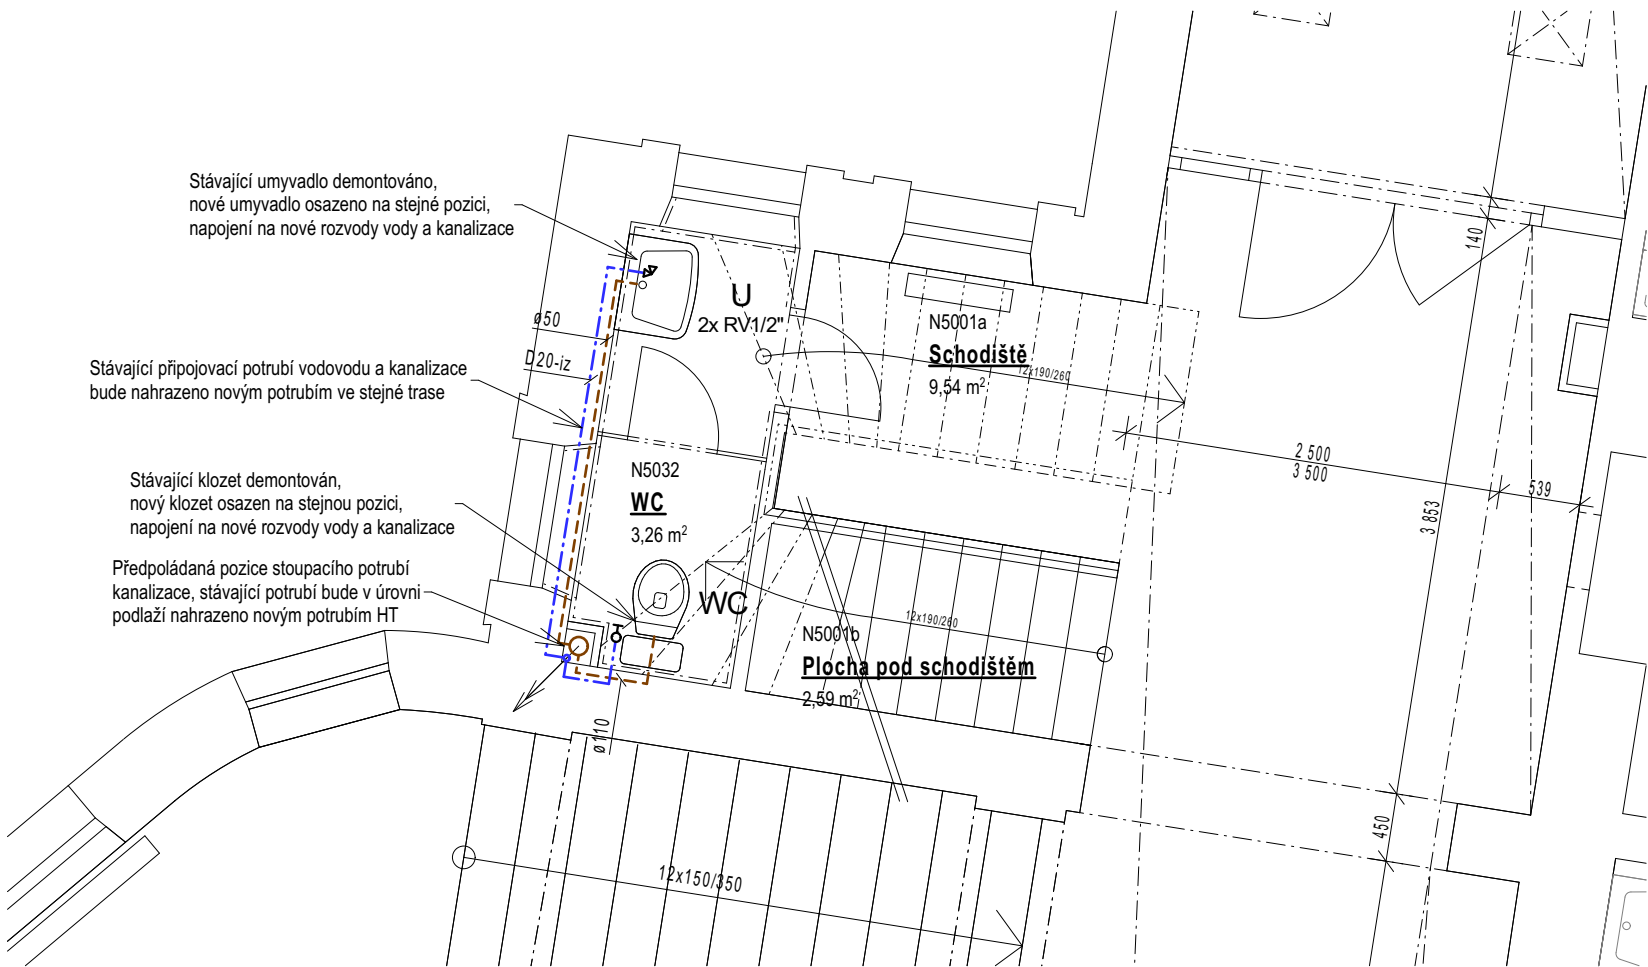 Stávající umyvadlo demontováno,
nové umyvadlo osazeno na stejné pozici,
napojení na nové rozvody vody a kanalizace
140
U
2x RV1/2"
ø50
N5001a
Schodiště
12x190/260
9,54 m²
D20-iz
Stávající připojovací potrubí vodovodu a kanalizace
bude nahrazeno novým potrubím ve stejné trase
2 500
3 500
539
3 853
N5032
WC
3,26 m²
Stávající klozet demontován,
nový klozet osazen na stejnou pozici,
napojení na nové rozvody vody a kanalizace
Předpoládaná pozice stoupacího potrubí
kanalizace, stávající potrubí bude v úrovni
podlaží nahrazeno novým potrubím HT
WC
12x190/260
N5001b
Plocha pod schodištěm
2,59 m²
ø110
450
12x150/350